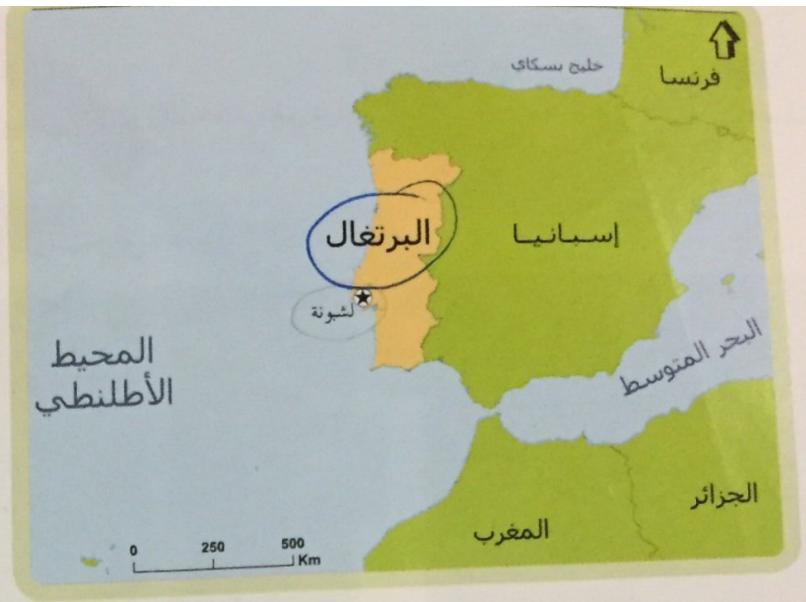 خليج بسكاي
فرنسا
البرتغال
إسبانيا
لشبونة
البحر المتوسط
المحيط
الأطلنطي
الجزائر
المغرب
0 250 500
Km